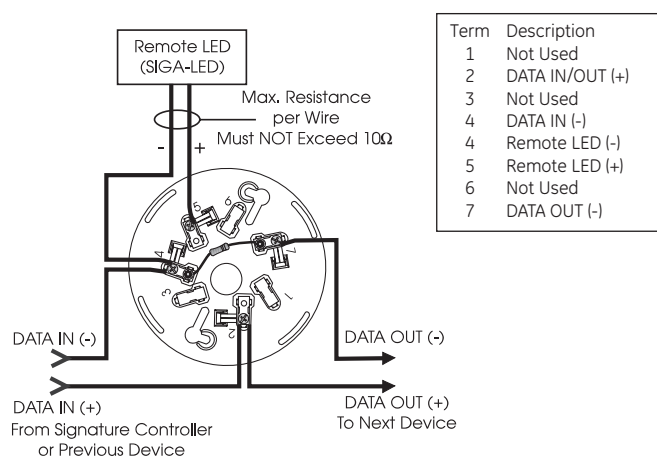 Remote LED
(SIGA-LED)
Max. Resistance
per Wire
Must NOT Exceed 10Ω
- +
Term Description
1 Not Used
2 DATA IN/OUT (+)
3 Not Used
4 DATA IN (-)
4 Remote LED (-)
5 Remote LED (+)
6 Not Used
7 DATA OUT (-)
5
6
4
7
3
1
2
DATA IN (-)
DATA OUT (-)
DATA IN (+)
From Signature Controller
or Previous Device
DATA OUT (+)
To Next Device